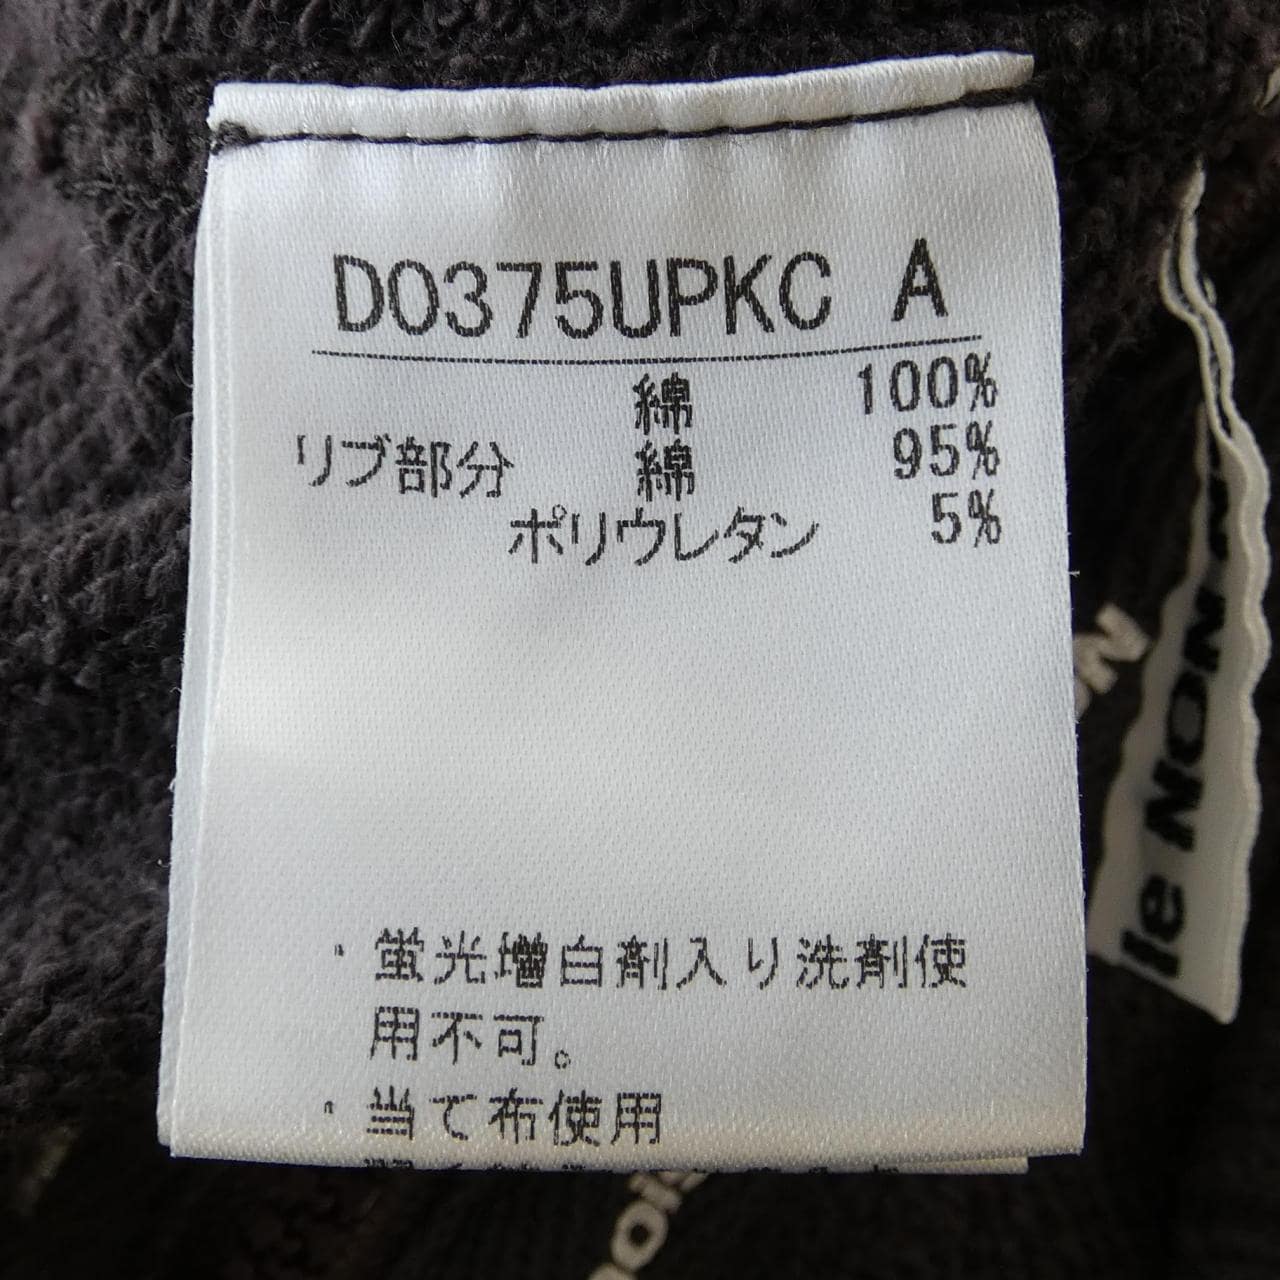 D0375UPKC A
綿 100%
リブ部分 綿 95%
ポリウレタン 5%
・蛍光増白剤入り洗剤使
用不可。
・当て布使用
le NON
ON